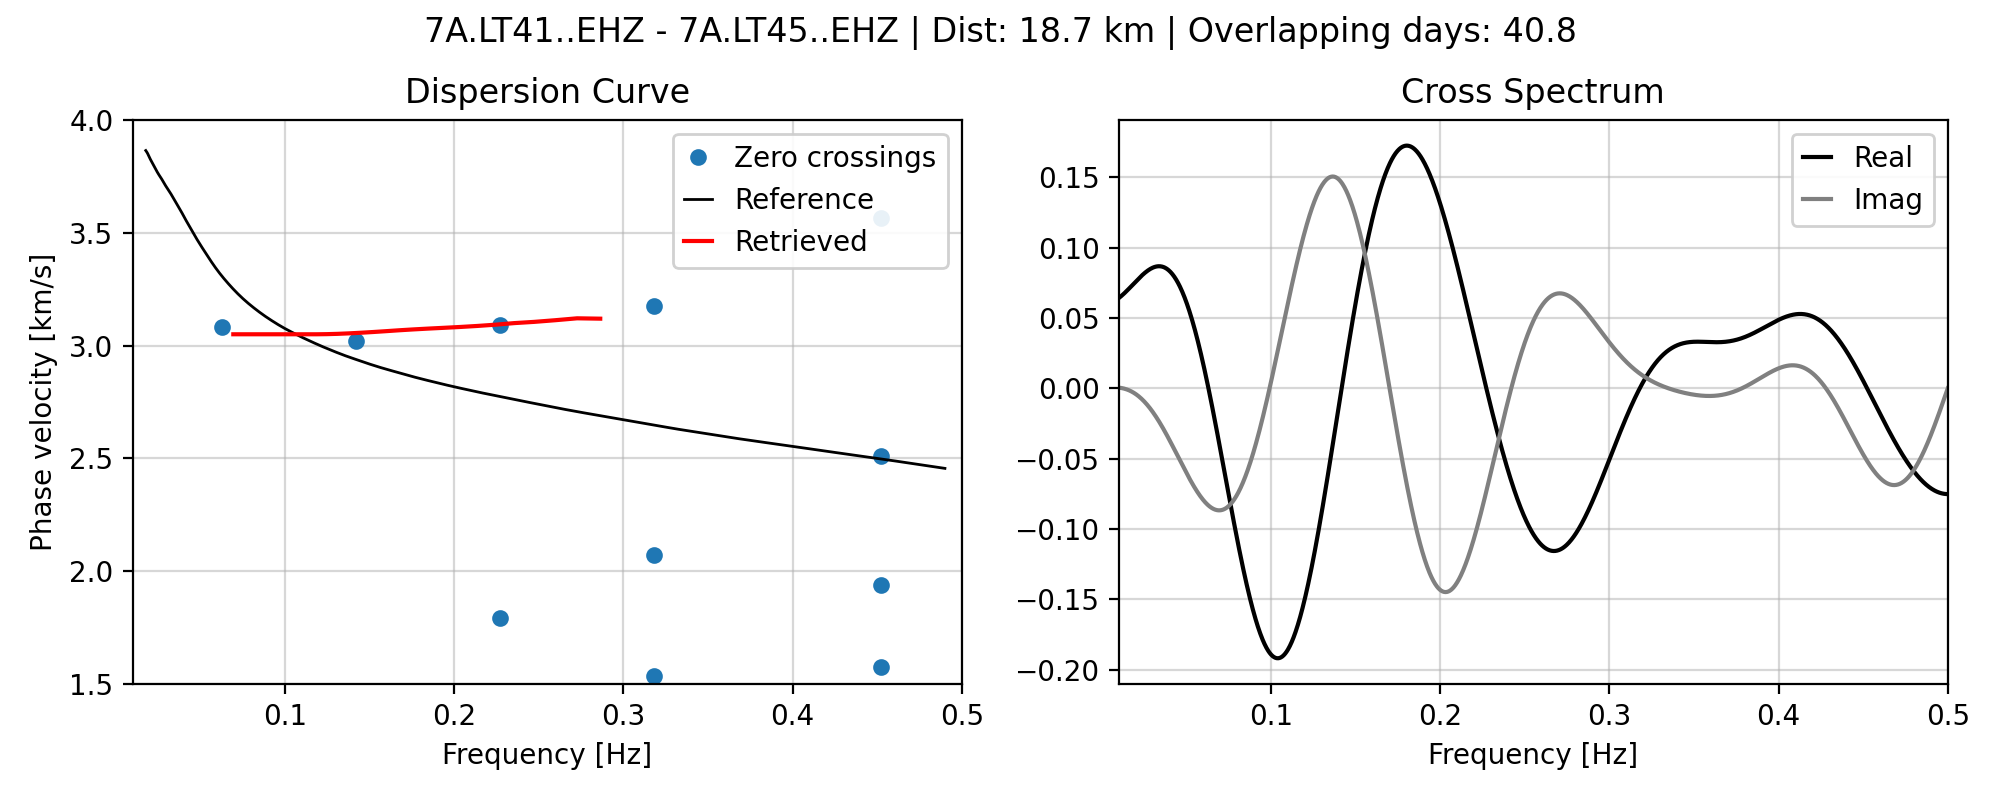 7A.LT41..EHZ - 7A.LT45..EHZ | Dist: 18.7 km | Overlapping days: 40.8
Dispersion Curve
Phase velocity [km/s]
4.0
3.5
3.0
2.5
2.0
1.5
0.1 0.2 0.3 0.4 0.5
Frequency [Hz]
Zero crossings
Reference
Retrieved
Cross Spectrum
0.15
0.10
0.05
0.00
−0.05
−0.10
−0.15
−0.20
0.1 0.2 0.3 0.4 0.5
Frequency [Hz]
Real
Imag